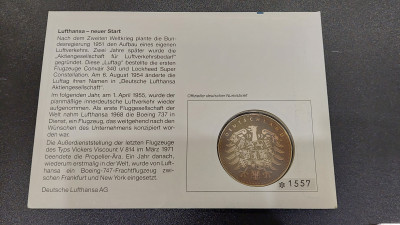 Lufthansa – neuer Start
Nach dem Zweiten Weltkrieg plante die Bun-
desregierung, 1951 den Aufbau eines eigenen
Luftverkehrs. Zwei Jahre später wurde die
„Aktiengesellschaft für Luftverkehrsbedarf"
gegründet. Diese „Luftag" bestellte die ersten
Flugzeuge Convair 340 und Lockheed Super
Constellation. Am 6. August 1954 änderte die
Luftag ihren Namen in „Deutsche Lufthansa
Aktiengesellschaft".
Im folgenden Jahr, am 1. April 1955, wurde der
planmäßige innerdeutsche Luftverkehr wieder
aufgenommen. Als erste Fluggesellschaft der
Welt nahm Lufthansa 1968 die Boeing 737 in
Dienst, ein Flugzeug, das weitgehend nach den
Wünschen des Unternehmens konzipiert wor-
den war.
Die Außerdienststellung der letzten Flugzeuge
des Typs Vickers Viscount V 814 im März 1971
beendete die Propeller-Ära. Ein Jahr danach,
wiederum erstmalig in der Welt, wurde von Luft-
hansa ein Boeing-747-Frachtflugzeug zwi-
schen Frankfurt und New York eingesetzt.
Deutsche Lufthansa AG
1557